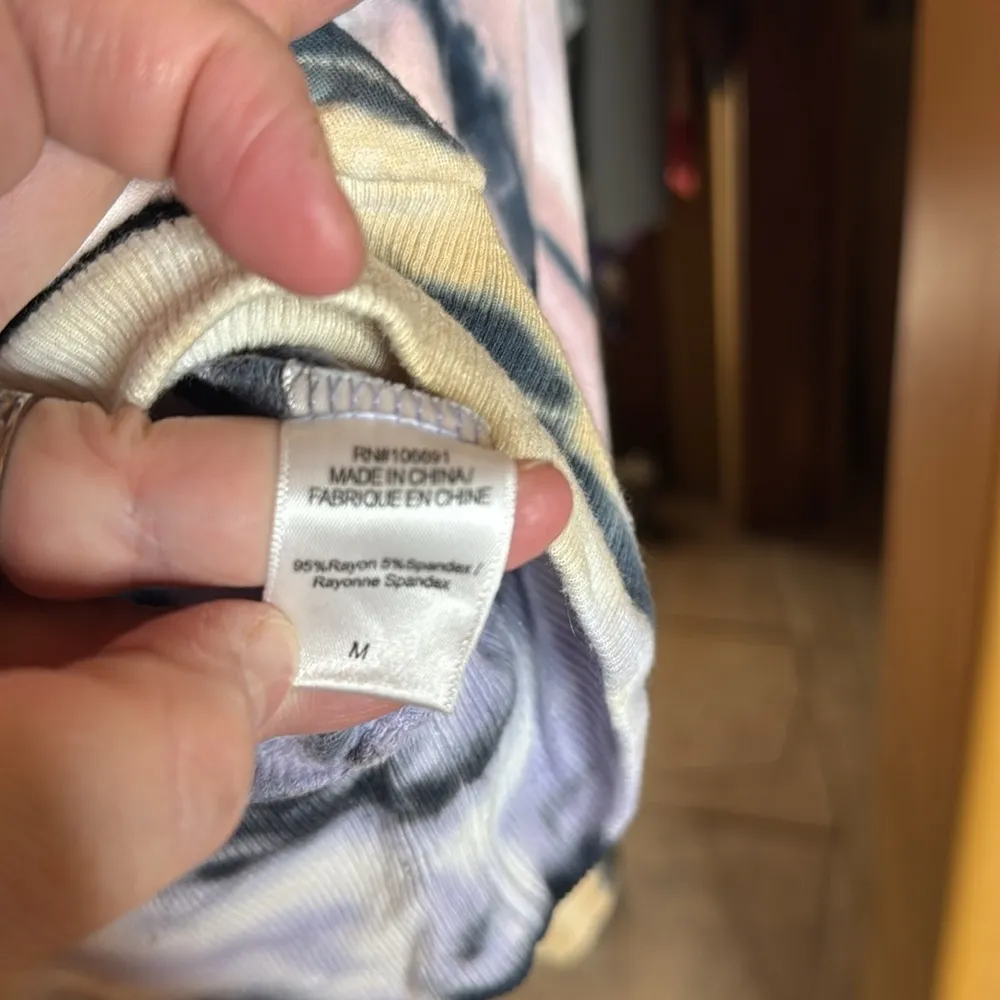 RN#106691
MADE IN CHINA/
FABRIQUE EN CHINE
95%Rayon 5%Spandex /
Rayonne Spandex
M